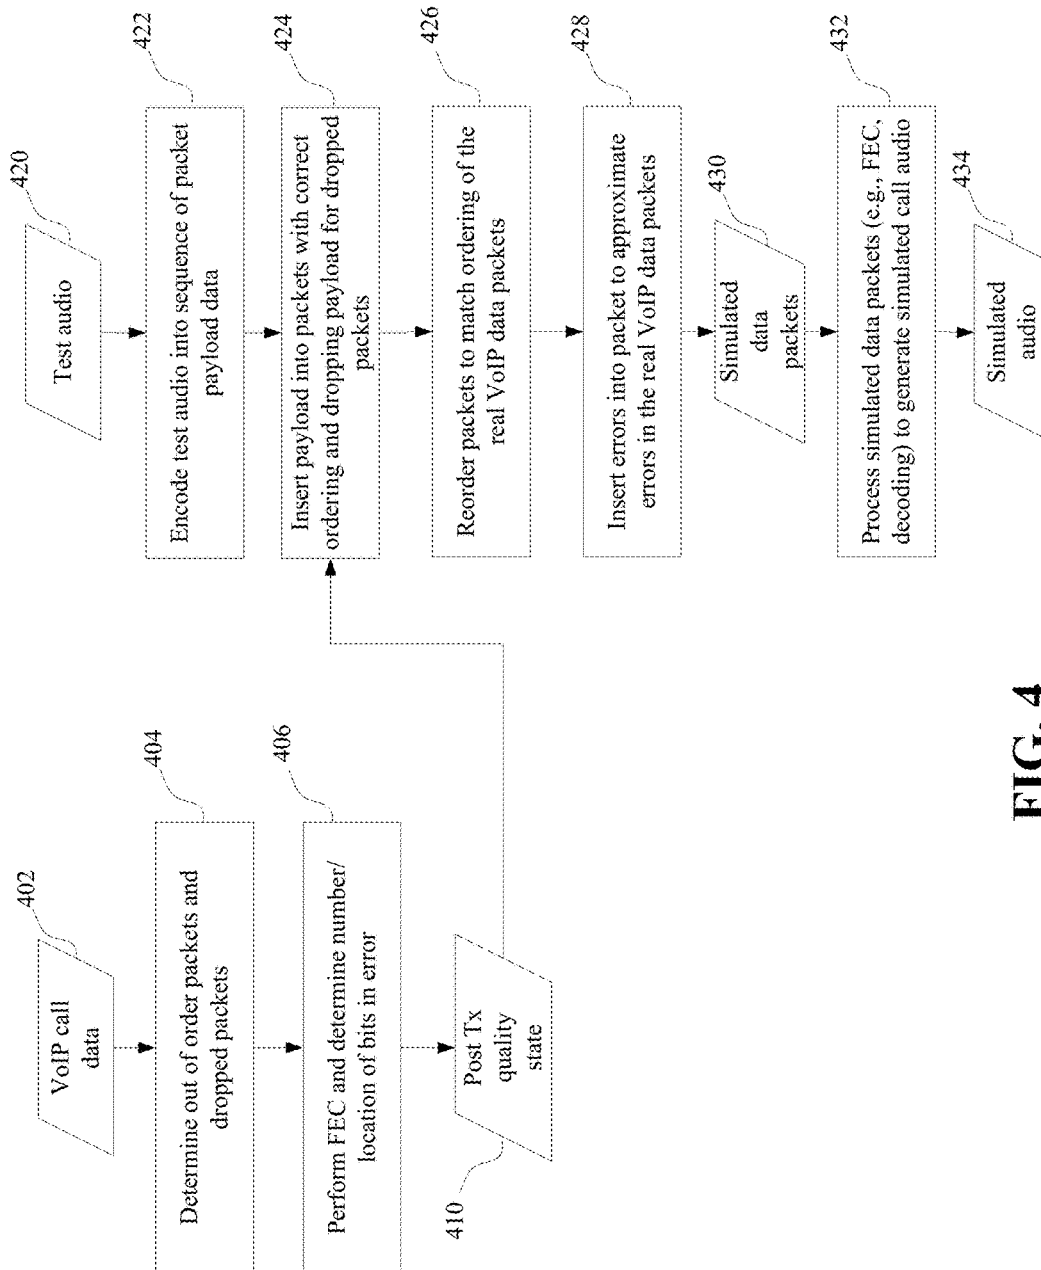 402
VoIP call
data
404
Determine out of order packets and
dropped packets
406
Perform FEC and determine number/
location of bits in error
Post Tx
quality
state
410
420
Test audio
422
Encode test audio into sequence of packet
payload data
424
Insert payload into packets with correct
ordering and dropping payload for dropped
packets
426
Reorder packets to match ordering of the
real VoIP data packets
428
Insert errors into packet to approximate
errors in the real VoIP data packets
430
Simulated
data
packets
432
Process simulated data packets (e.g., FEC,
decoding) to generate simulated call audio
434
Simulated
audio
FIG. 4